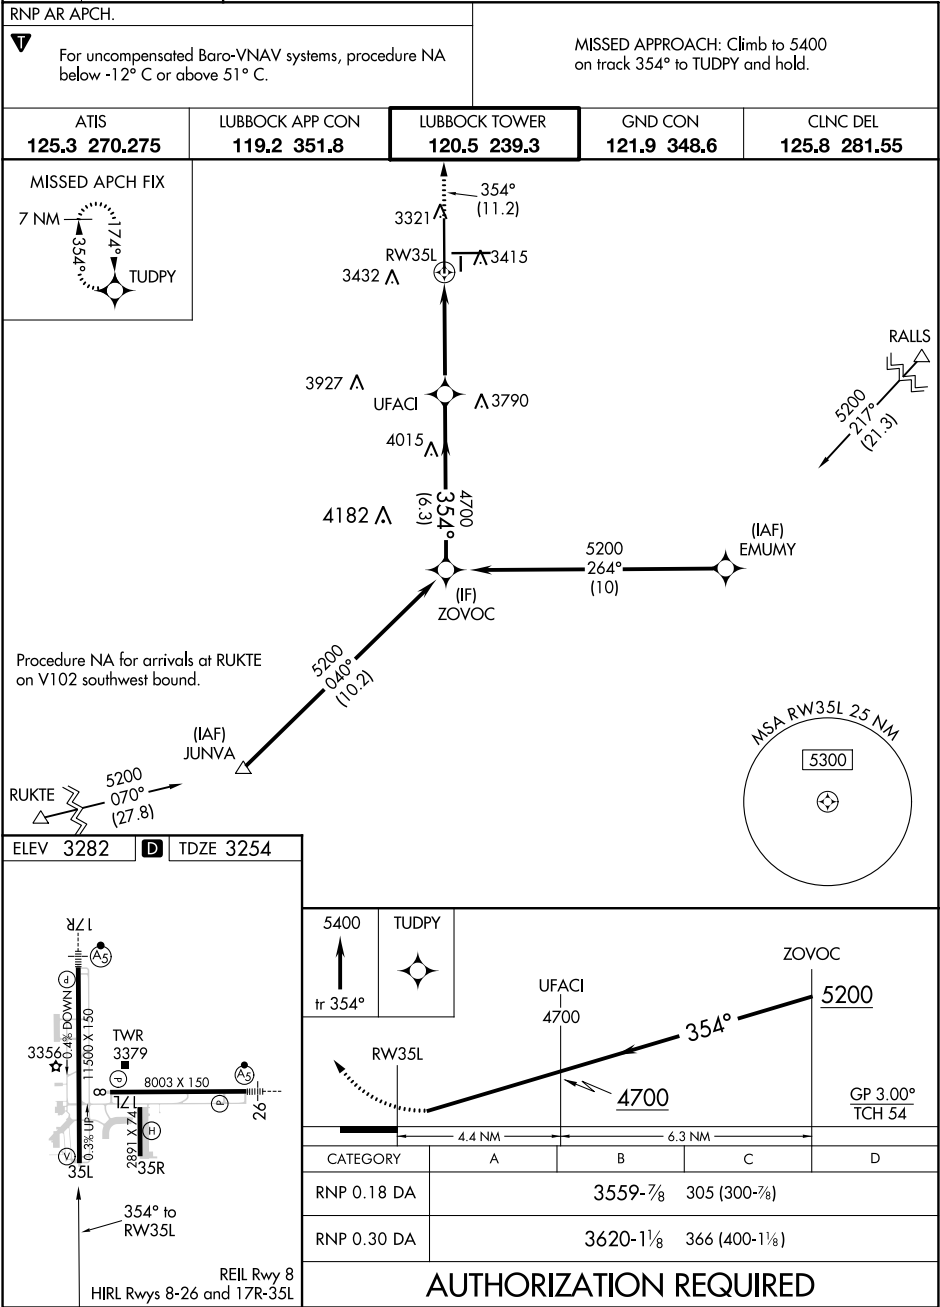 RNP AR APCH.
T
For uncompensated Baro-VNAV systems, procedure NA
below -12° C or above 51° C.
MISSED APPROACH: Climb to 5400
on track 354° to TUDPY and hold.
ATIS
125.3 270.275
LUBBOCK APP CON
119.2 351.8
LUBBOCK TOWER
120.5 239.3
GND CON
121.9 348.6
CLNC DEL
125.8 281.55
MISSED APCH FIX
7 NM
354°
174°
TUDPY
354°
(11.2)
3321
RW35L
3415
3432
RALLS
5200
217°
(21.3)
3927
UFACI
3790
4015
4182
4700
354°
(6.3)
(IAF)
EMUMY
5200
264°
(10)
(IF)
ZOVOC
Procedure NA for arrivals at RUKTE
on V102 southwest bound.
5200
040°
(10.2)
(IAF)
JUNVA
RUKTE
5200
070°
(27.8)
MSA RW35L 25 NM
5300
ELEV 3282
D
TDZE 3254
17R
A5
P
0.4% DOWN
11500 X 150
3356
TWR
3379
P
8003 X 150
A5
8
17L
P
26
0.3% UP
2891 X 74
H
V
35L
35R
354° to
RW35L
REIL Rwy 8
HIRL Rwys 8-26 and 17R-35L
5400
tr 354°
TUDPY
ZOVOC
UFACI
4700
5200
354°
RW35L
4700
GP 3.00°
TCH 54
4.4 NM
6.3 NM
CATEGORY A B C D
RNP 0.18 DA 3559-⅞ 305 (300-⅞)
RNP 0.30 DA 3620-1⅛ 366 (400-1⅛)
AUTHORIZATION REQUIRED